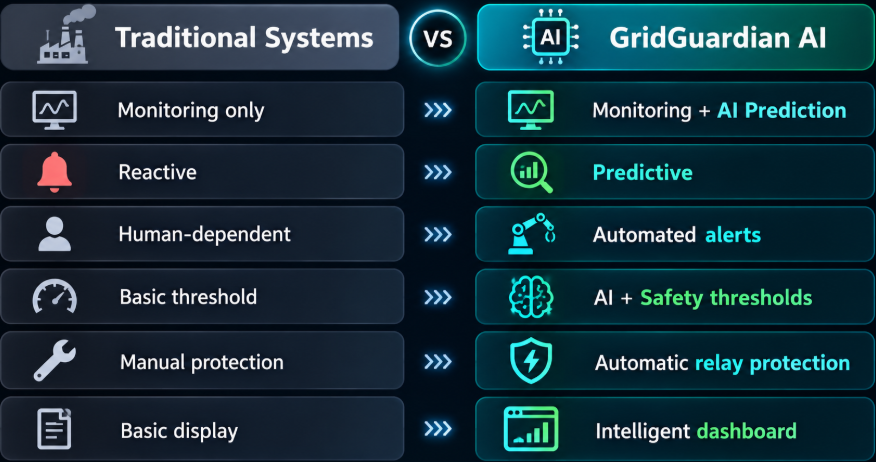 Traditional Systems VS AI GridGuardian AI
Monitoring only Monitoring + AI Prediction
Reactive Predictive
Human-dependent Automated alerts
Basic threshold AI + Safety thresholds
Manual protection Automatic relay protection
Basic display Intelligent dashboard